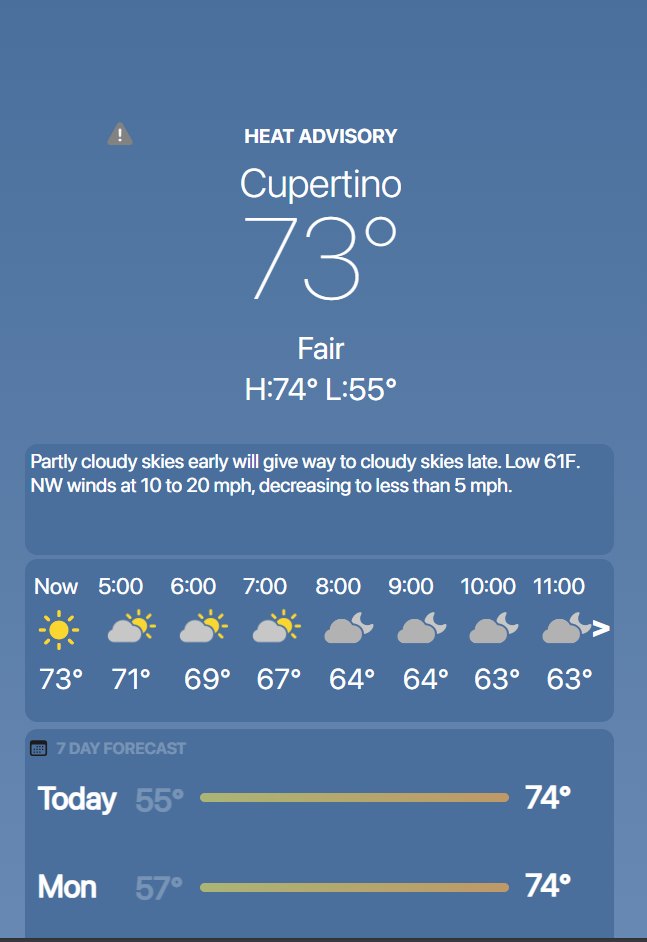 HEAT ADVISORY
Cupertino
73°
Fair
H:74° L:55°
Partly cloudy skies early will give way to cloudy skies late. Low 61F.
NW winds at 10 to 20 mph, decreasing to less than 5 mph.
Now 5:00 6:00 7:00 8:00 9:00 10:00 11:00
>
73° 71° 69° 67° 64° 64° 63° 63°
7 DAY FORECAST
Today 55° 74°
Mon 57° 74°